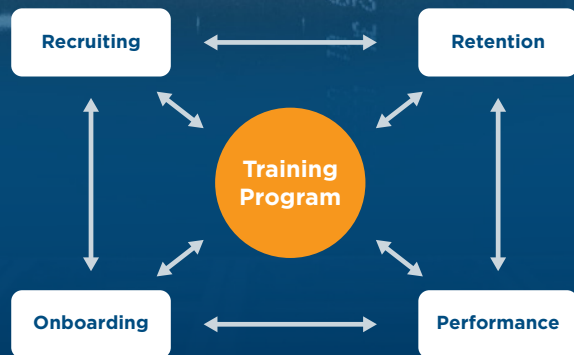 Recruiting
Retention
Training
Program
Onboarding
Performance